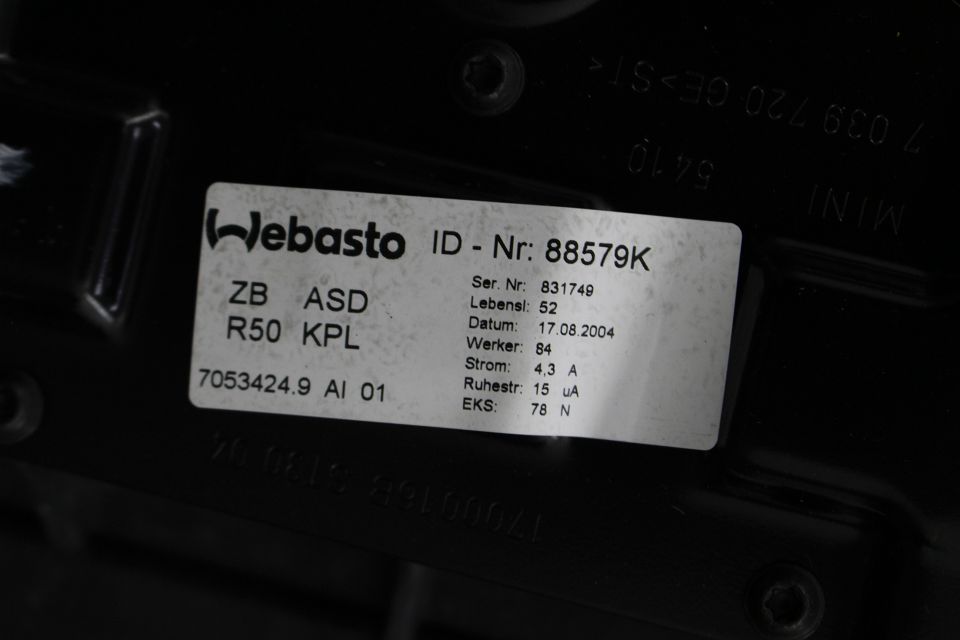 7 039 720 GE>ST<
5410
MINI
Webasto ID - Nr: 88579K
ZB ASD
R50 KPL
7053424.9 AI 01
Ser. Nr: 831749
Lebensl: 52
Datum: 17.08.2004
Werker: 84
Strom: 4,3 A
Ruhestr: 15 uA
EKS: 78 N
1700016B S130 04